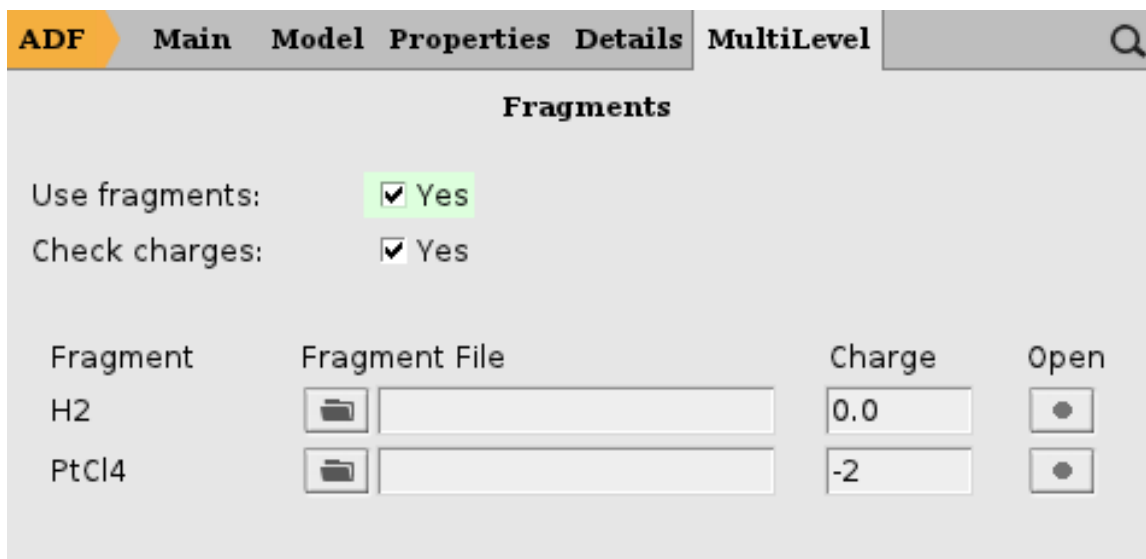 ADF Main Model Properties Details MultiLevel
Fragments
Use fragments: Yes
Check charges: Yes
Fragment Fragment File Charge Open
H2 0.0
PtCl4 -2